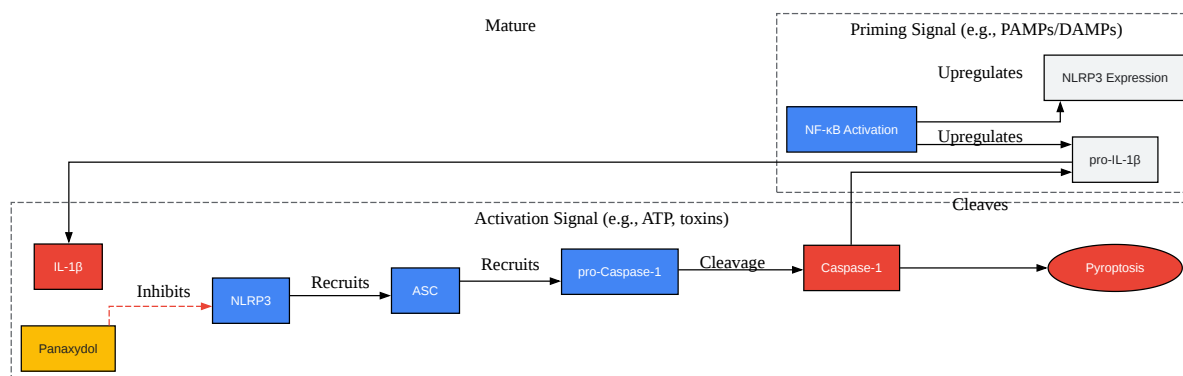 Mature
Priming Signal (e.g., PAMPs/DAMPs)
Upregulates
NLRP3 Expression
NF-κB Activation
Upregulates
pro-IL-1β
Cleaves
Activation Signal (e.g., ATP, toxins)
IL-1β
Inhibits
NLRP3
Recruits
ASC
Recruits
pro-Caspase-1
Cleavage
Caspase-1
Pyroptosis
Panaxydol